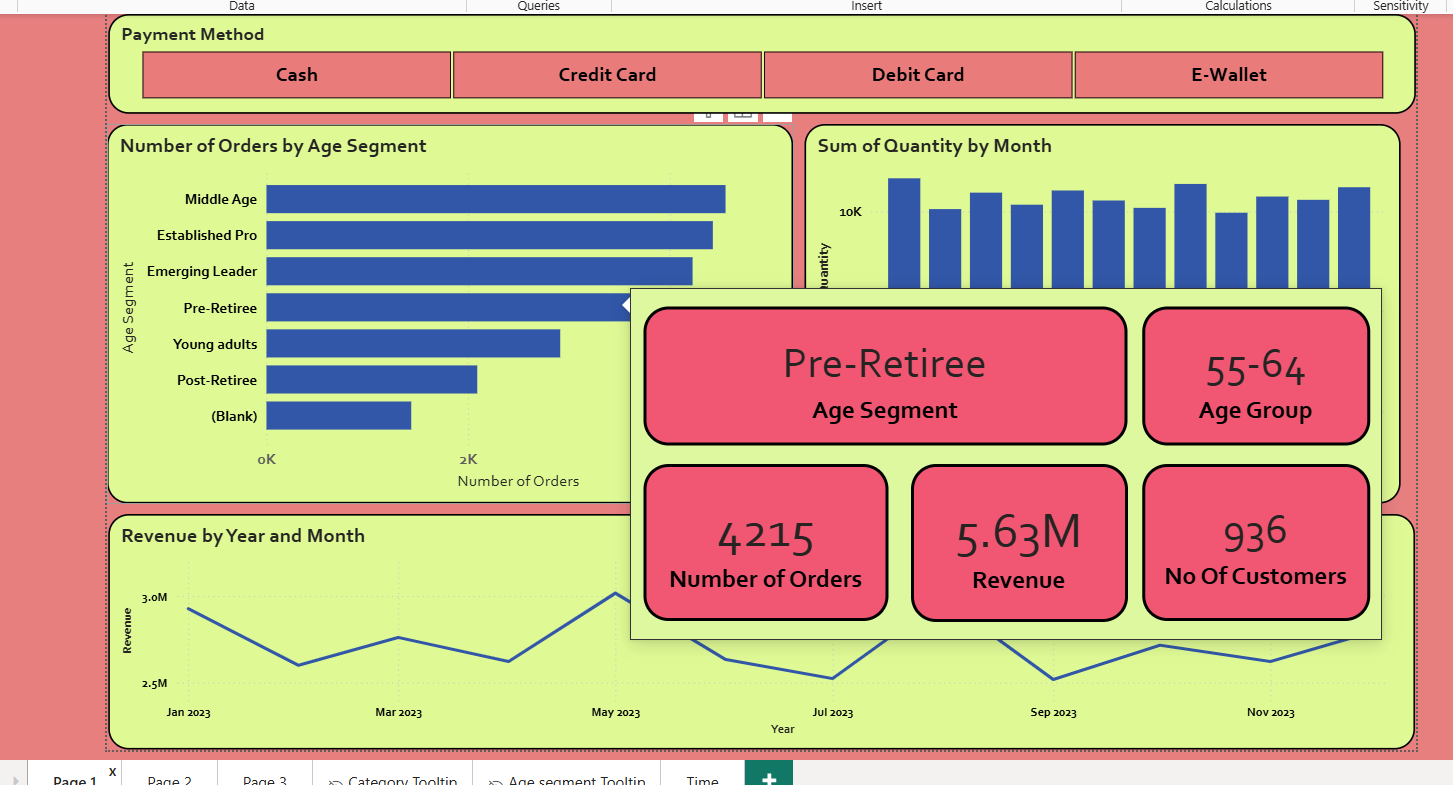 Data Queries Insert Calculations Sensitivity
Payment Method
Cash Credit Card Debit Card E-Wallet
Number of Orders by Age Segment
Age Segment
Middle Age
Established Pro
Emerging Leader
Pre-Retiree
Young adults
Post-Retiree
(Blank)
0K 2K
Number of Orders
Sum of Quantity by Month
10K
Pre-Retiree
Age Segment
55-64
Age Group
4215
Number of Orders
5.63M
Revenue
936
No Of Customers
Revenue by Year and Month
Revenue
3.0M
2.5M
Jan 2023 Mar 2023 May 2023 Jul 2023 Sep 2023 Nov 2023
Year
Page 1 x Page 2 Page 3 Category Tooltip Age segment Tooltip Time +